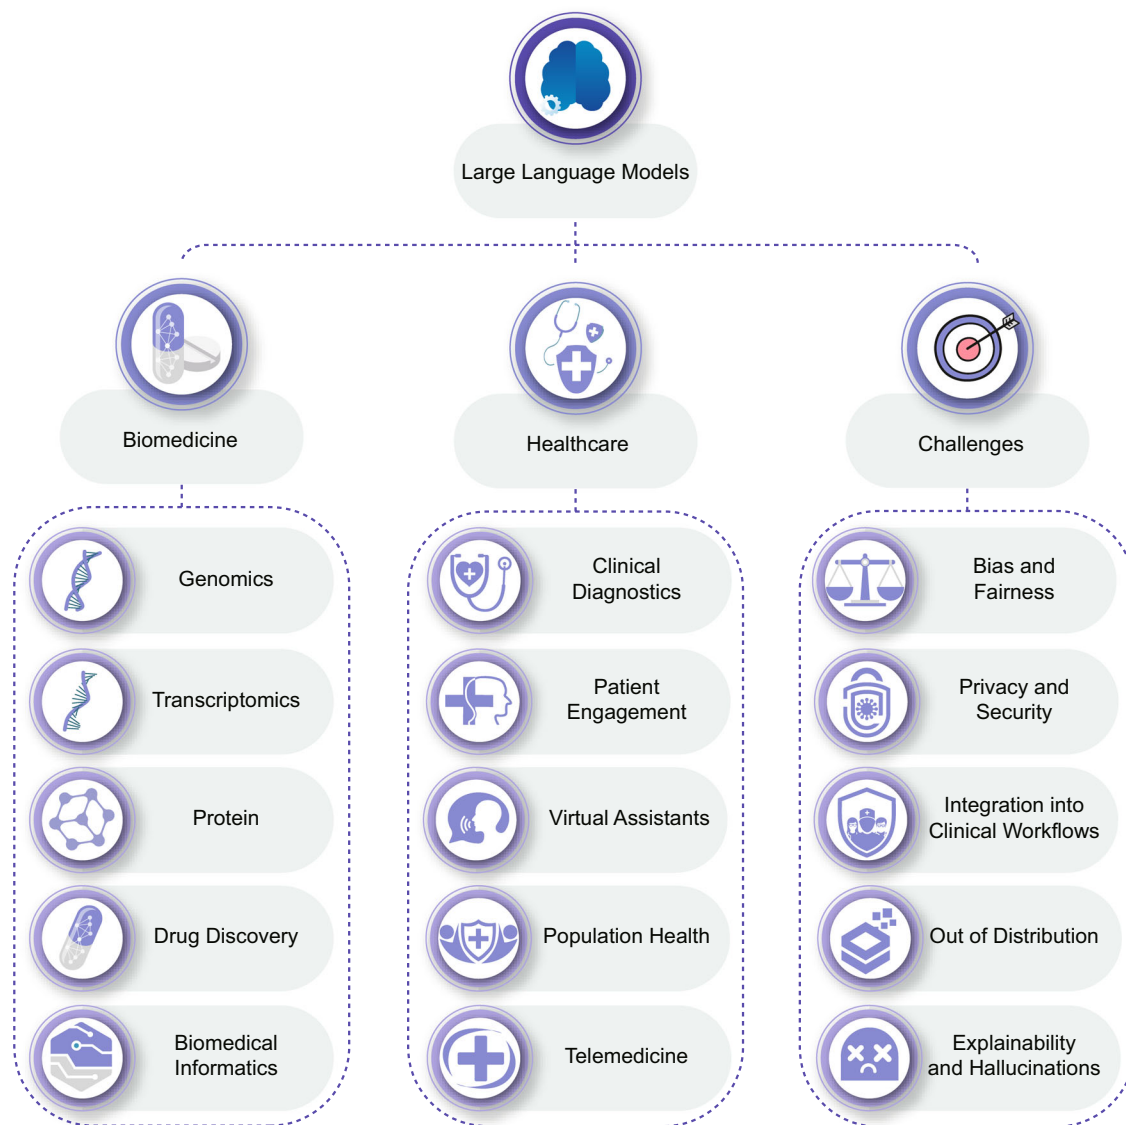 Large Language Models
Biomedicine
Healthcare
Challenges
Genomics
Transcriptomics
Protein
Drug Discovery
Biomedical
Informatics
Clinical
Diagnostics
Patient
Engagement
Virtual Assistants
Population Health
Telemedicine
Bias and
Fairness
Privacy and
Security
Integration into
Clinical Workflows
Out of Distribution
Explainability
and Hallucinations